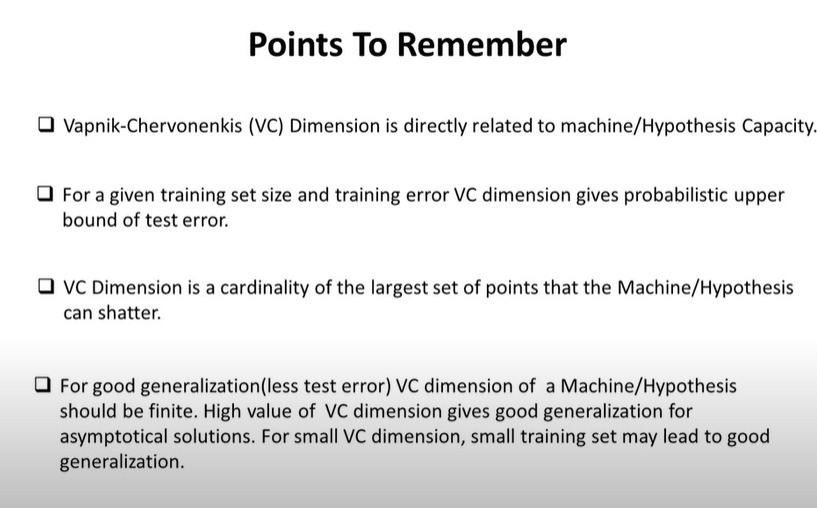 Points To Remember
Vapnik-Chervonenkis (VC) Dimension is directly related to machine/Hypothesis Capacity.
For a given training set size and training error VC dimension gives probabilistic upper
bound of test error.
VC Dimension is a cardinality of the largest set of points that the Machine/Hypothesis
can shatter.
For good generalization(less test error) VC dimension of a Machine/Hypothesis
should be finite. High value of VC dimension gives good generalization for
asymptotical solutions. For small VC dimension, small training set may lead to good
generalization.